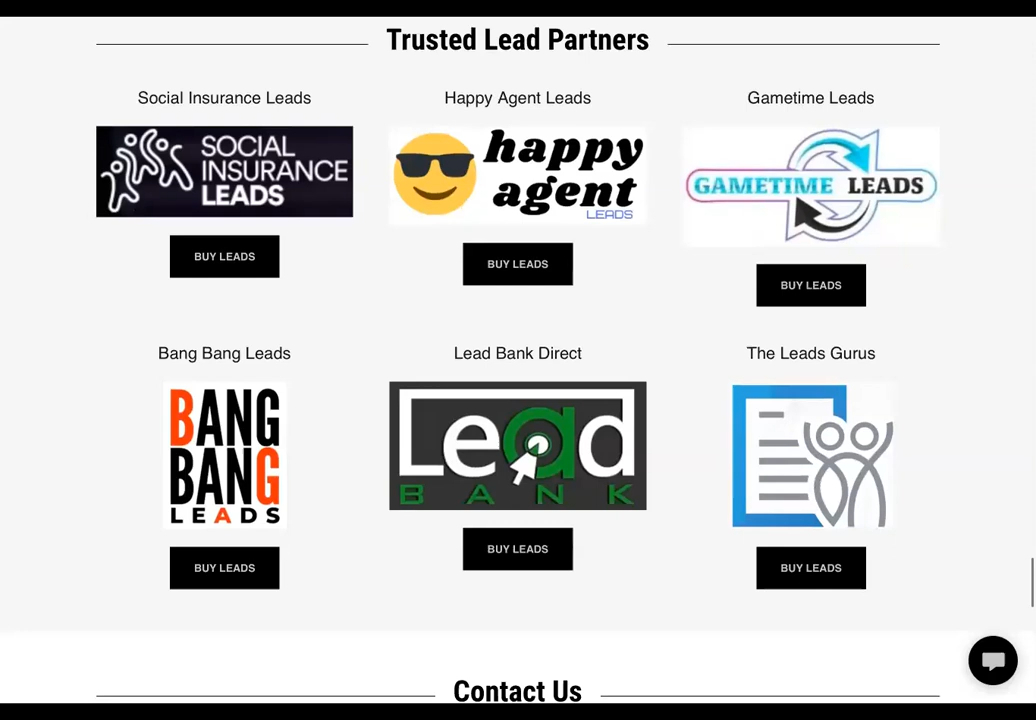 Trusted Lead Partners
Social Insurance Leads
Happy Agent Leads
Gametime Leads
SOCIAL
INSURANCE
LEADS
happy
agent
LEADS
GAMETIME LEADS
BUY LEADS
BUY LEADS
BUY LEADS
Bang Bang Leads
Lead Bank Direct
The Leads Gurus
BANG
BANG
LEADS
Lead
BANK
BUY LEADS
BUY LEADS
BUY LEADS
Contact Us